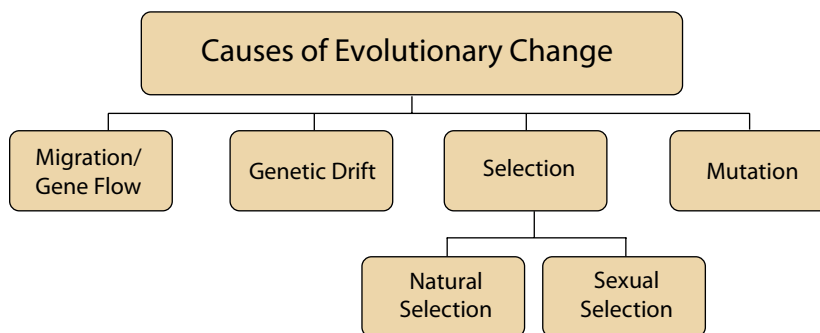 Causes of Evolutionary Change
Migration/
Gene Flow
Genetic Drift
Selection
Mutation
Natural
Selection
Sexual
Selection